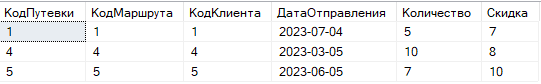 КодПутевки КодМаршрута КодКлиента ДатаОтправления Количество Скидка
1 1 1 2023-07-04 5 7
4 4 4 2023-03-05 10 8
5 5 5 2023-06-05 7 10